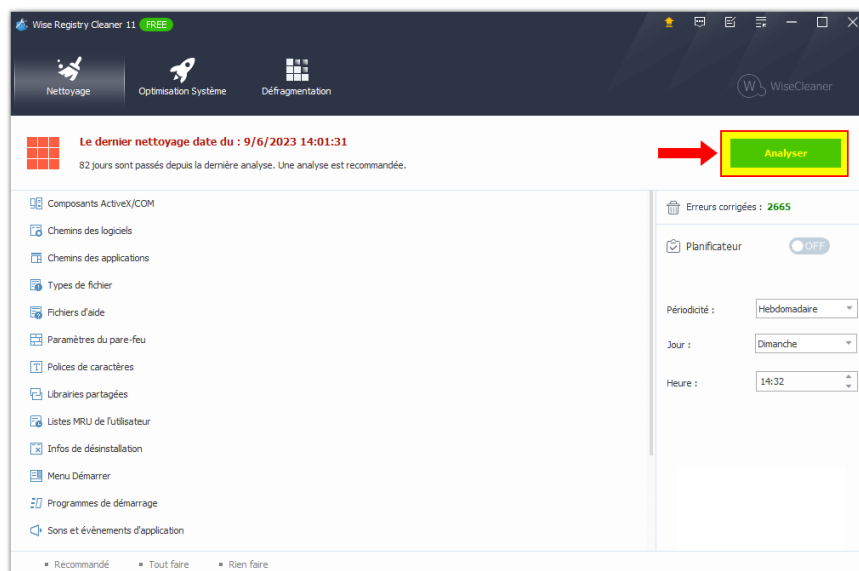 Wise Registry Cleaner 11 FREE
Nettoyage
Optimisation Système
Défragmentation
W WiseCleaner
Le dernier nettoyage date du : 9/6/2023 14:01:31
82 jours sont passés depuis la dernière analyse. Une analyse est recommandée.
Analyser
Composants ActiveX/COM
Chemins des logiciels
Chemins des applications
Types de fichier
Fichiers d'aide
Paramètres du pare-feu
Polices de caractères
Librairies partagées
Listes MRU de l'utilisateur
Infos de désinstallation
Menu Démarrer
Programmes de démarrage
Sons et évènements d'application
Erreurs corrigées : 2665
Planificateur OFF
Périodicité : Hebdomadaire
Jour : Dimanche
Heure : 14:32
Recommandé Tout faire Rien faire